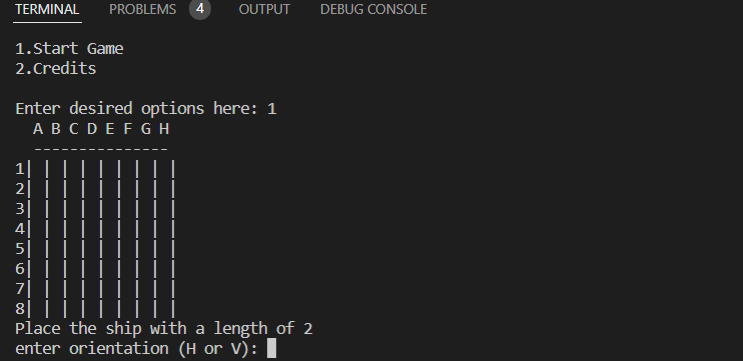 TERMINAL PROBLEMS 4 OUTPUT DEBUG CONSOLE
1.Start Game
2.Credits
Enter desired options here: 1
  A B C D E F G H
  ---------------
1| | | | | | | | |
2| | | | | | | | |
3| | | | | | | | |
4| | | | | | | | |
5| | | | | | | | |
6| | | | | | | | |
7| | | | | | | | |
8| | | | | | | | |
Place the ship with a length of 2
enter orientation (H or V):